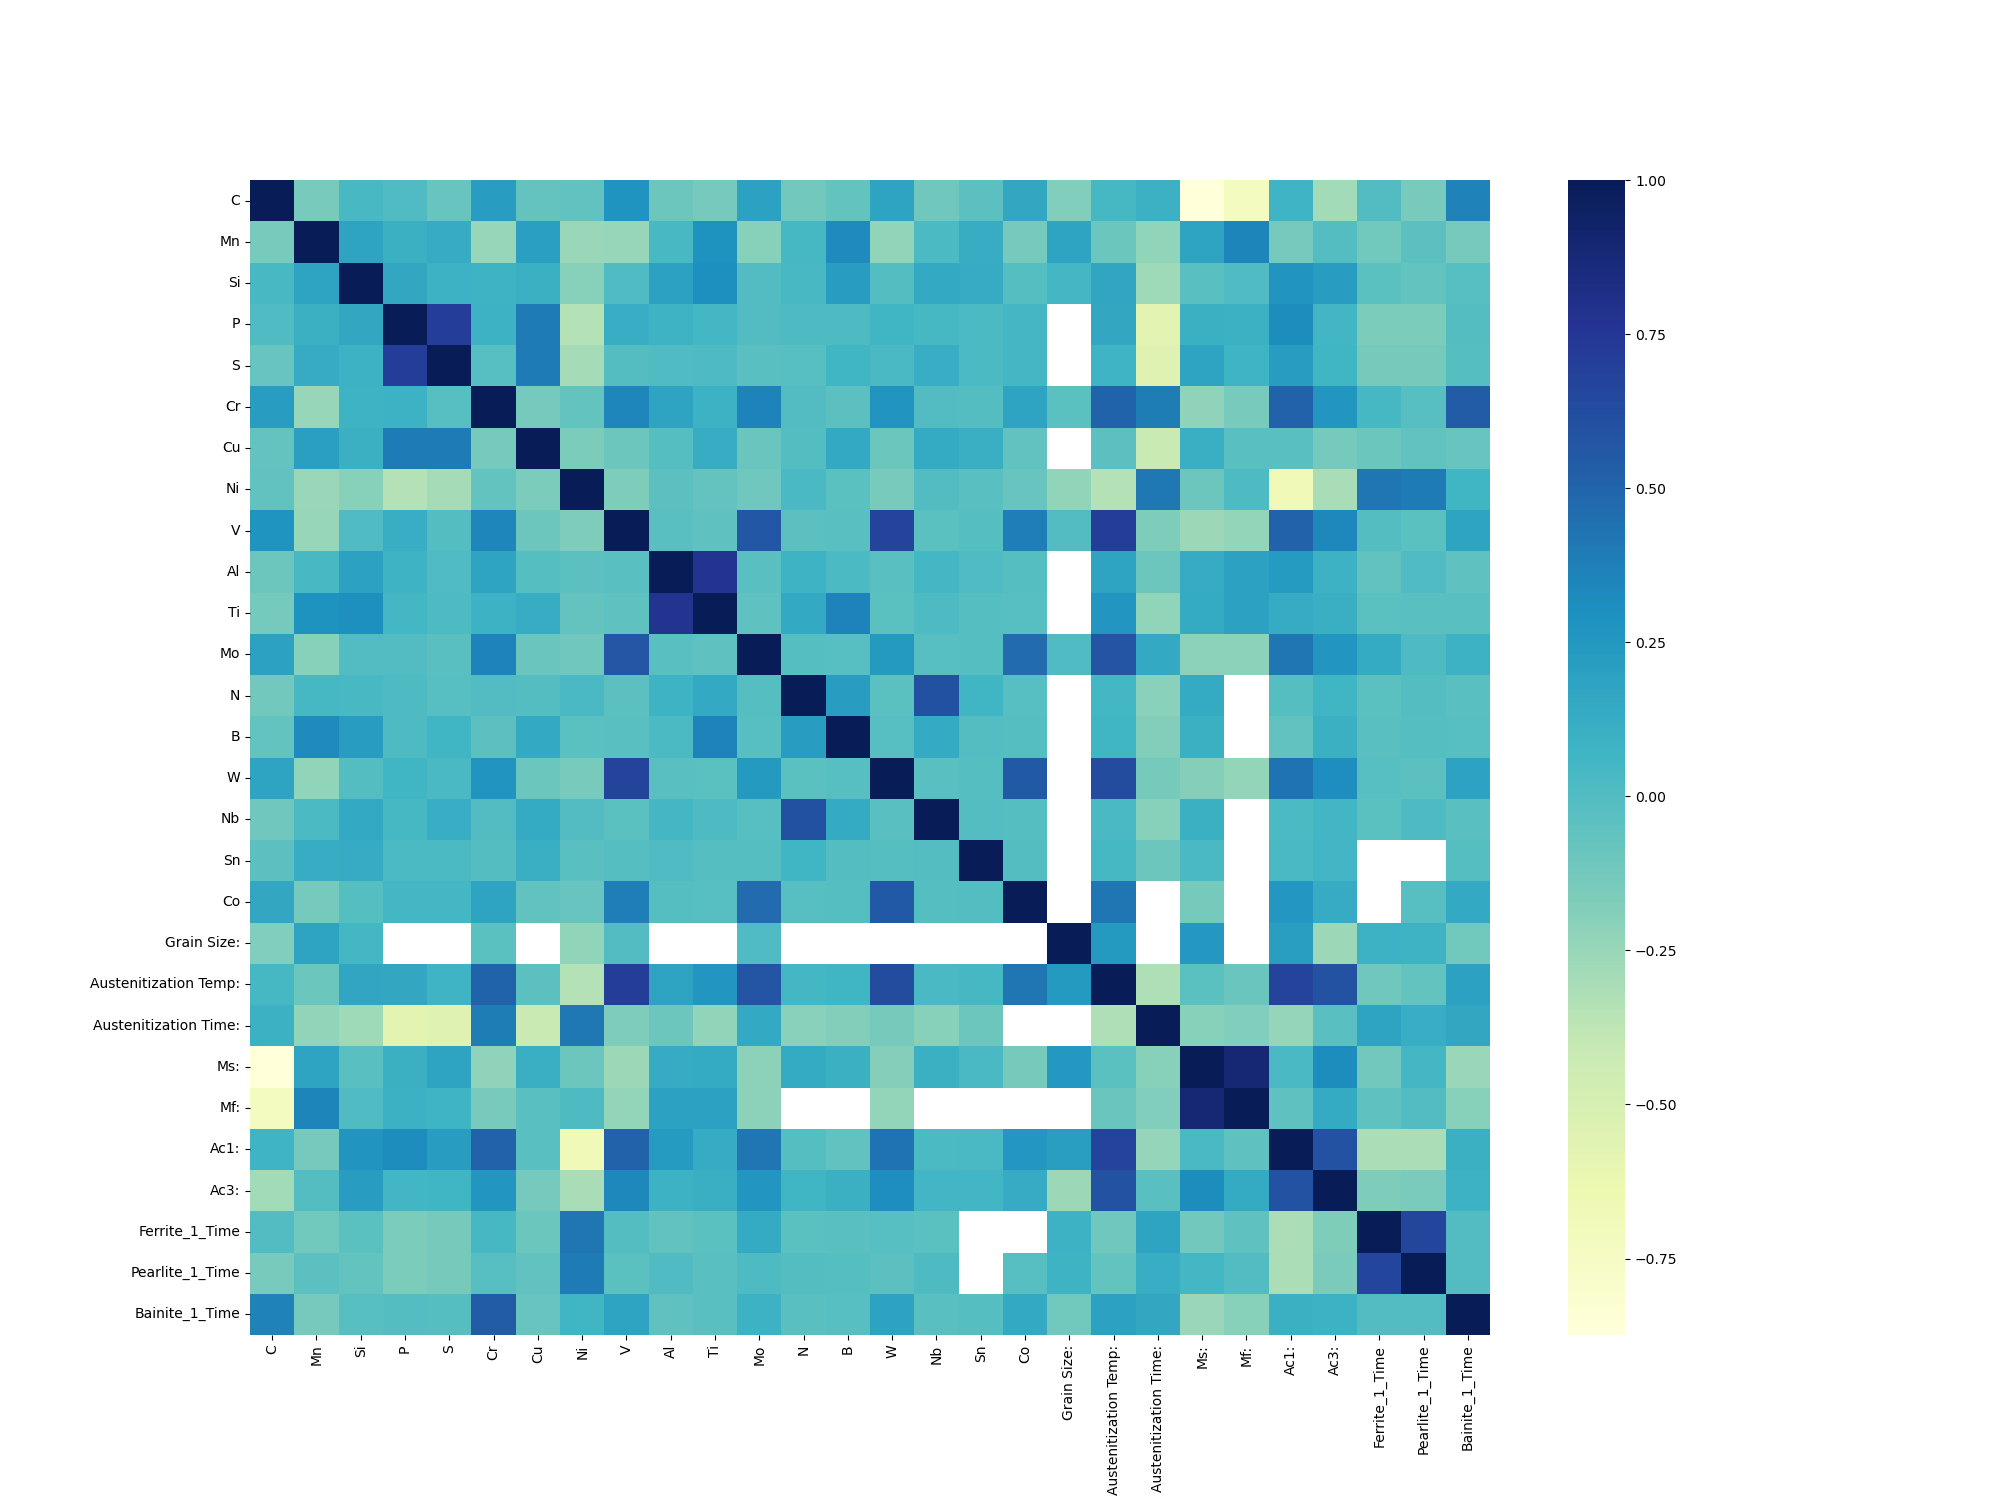 C
Mn
Si
P
S
Cr
Cu
Ni
V
Al
Ti
Mo
N
B
W
Nb
Sn
Co
Grain Size:
Austenitization Temp:
Austenitization Time:
Ms:
Mf:
Ac1:
Ac3:
Ferrite_1_Time
Pearlite_1_Time
Bainite_1_Time
C
Mn
Si
P
S
Cr
Cu
Ni
V
Al
Ti
Mo
N
B
W
Nb
Sn
Co
Grain Size:
Austenitization Temp:
Austenitization Time:
Ms:
Mf:
Ac1:
Ac3:
Ferrite_1_Time
Pearlite_1_Time
Bainite_1_Time
1.00
0.75
0.50
0.25
0.00
−0.25
−0.50
−0.75